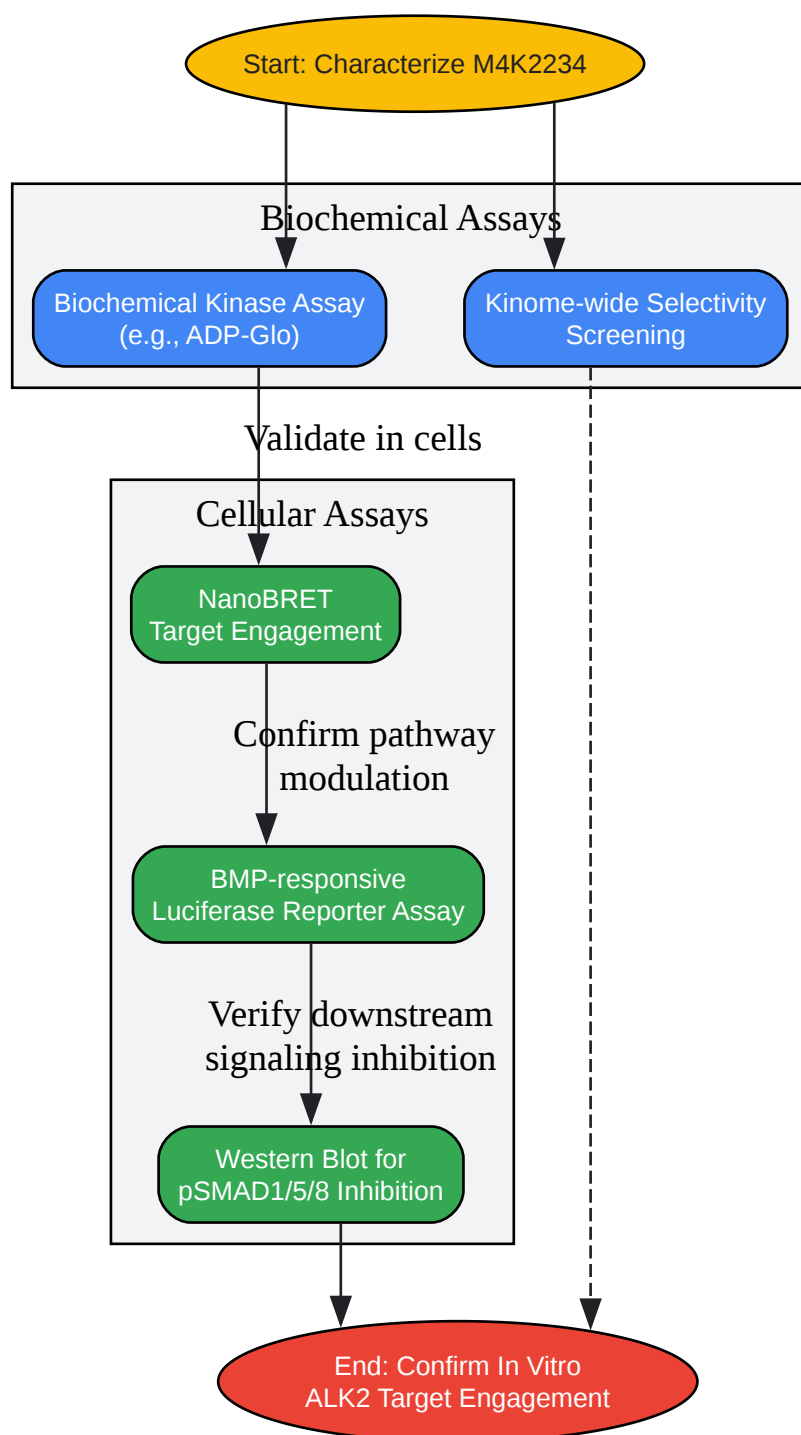 Start: Characterize M4K2234
Biochemical Assays
Biochemical Kinase Assay
(e.g., ADP-Glo)
Kinome-wide Selectivity
Screening
Validate in cells
Cellular Assays
NanoBRET
Target Engagement
Confirm pathway
modulation
BMP-responsive
Luciferase Reporter Assay
Verify downstream
signaling inhibition
Western Blot for
pSMAD1/5/8 Inhibition
End: Confirm In Vitro
ALK2 Target Engagement